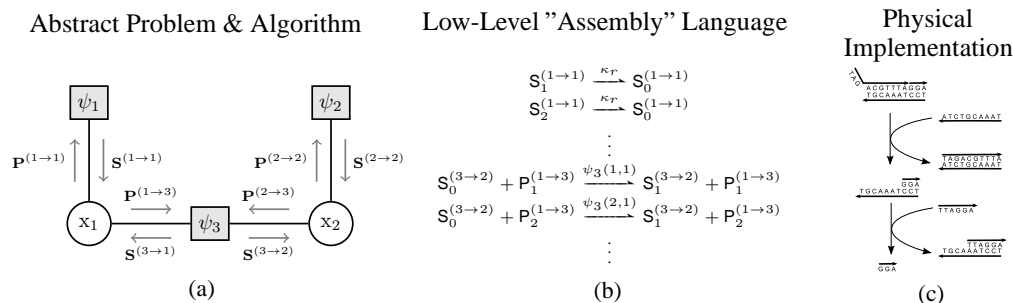 Abstract Problem & Algorithm
ψ₁
ψ₂
P^(1→1)
S^(1→1)
P^(2→2)
S^(2→2)
P^(1→3)
P^(2→3)
x₁
ψ₃
x₂
S^(3→1)
S^(3→2)
(a)
Low-Level ”Assembly” Language
S₁^(1→1) —κ_r→ S₀^(1→1)
S₂^(1→1) —κ_r→ S₀^(1→1)
⋮
S₀^(3→2) + P₁^(1→3) —ψ₃(1,1)→ S₁^(3→2) + P₁^(1→3)
S₀^(3→2) + P₂^(1→3) —ψ₃(2,1)→ S₁^(3→2) + P₂^(1→3)
⋮
(b)
Physical
Implementation
TAG
ACGTTTAGGA
TGCAAATCCT
ATCTGCAAAT
TAGACGTTTA
ATCTGCAAAT
GGA
TGCAAATCCT
TTAGGA
TTAGGA
TGCAAATCCT
GGA
(c)